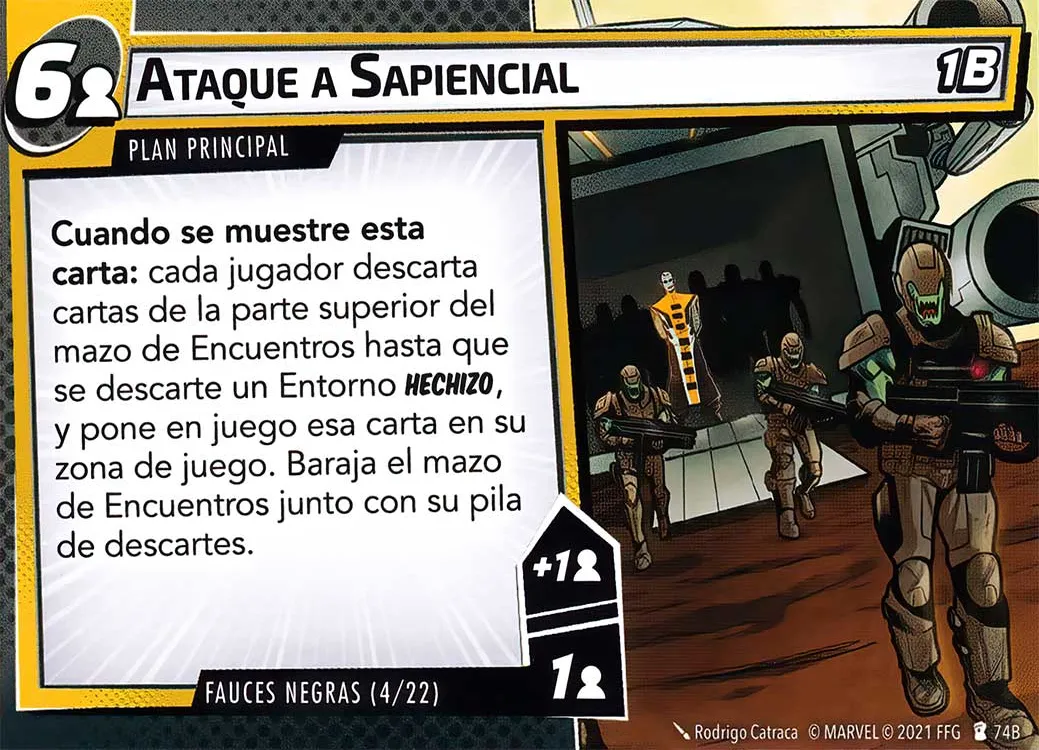 6
ATAQUE A SAPIENCIAL
1B
PLAN PRINCIPAL
Cuando se muestre esta
carta: cada jugador descarta
cartas de la parte superior del
mazo de Encuentros hasta que
se descarte un Entorno HECHIZO,
y pone en juego esa carta en su
zona de juego. Baraja el mazo
de Encuentros junto con su pila
de descartes.
+1
1
FAUCES NEGRAS (4/22)
Rodrigo Catraca © MARVEL © 2021 FFG 74B